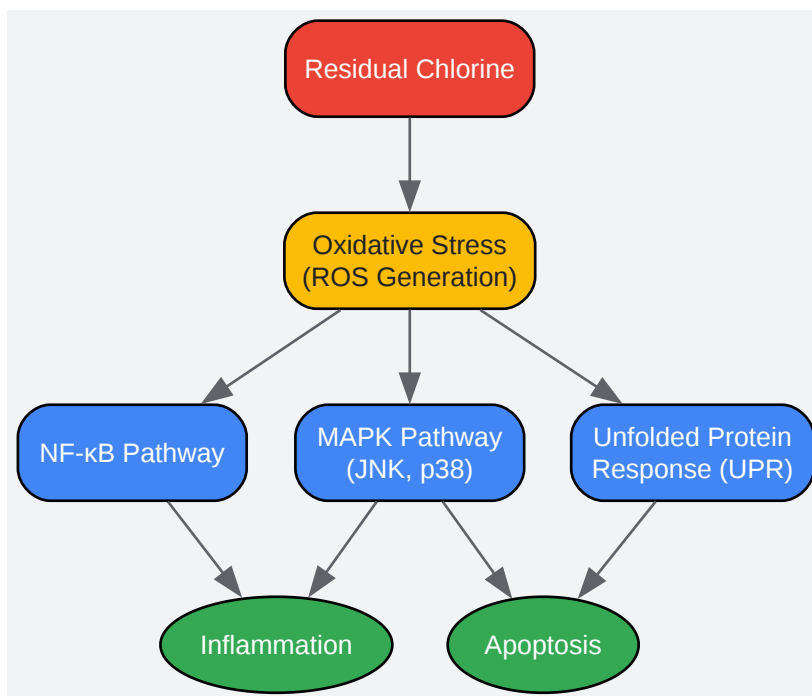 Residual Chlorine
Oxidative Stress
(ROS Generation)
NF-κB Pathway
MAPK Pathway
(JNK, p38)
Unfolded Protein
Response (UPR)
Inflammation
Apoptosis